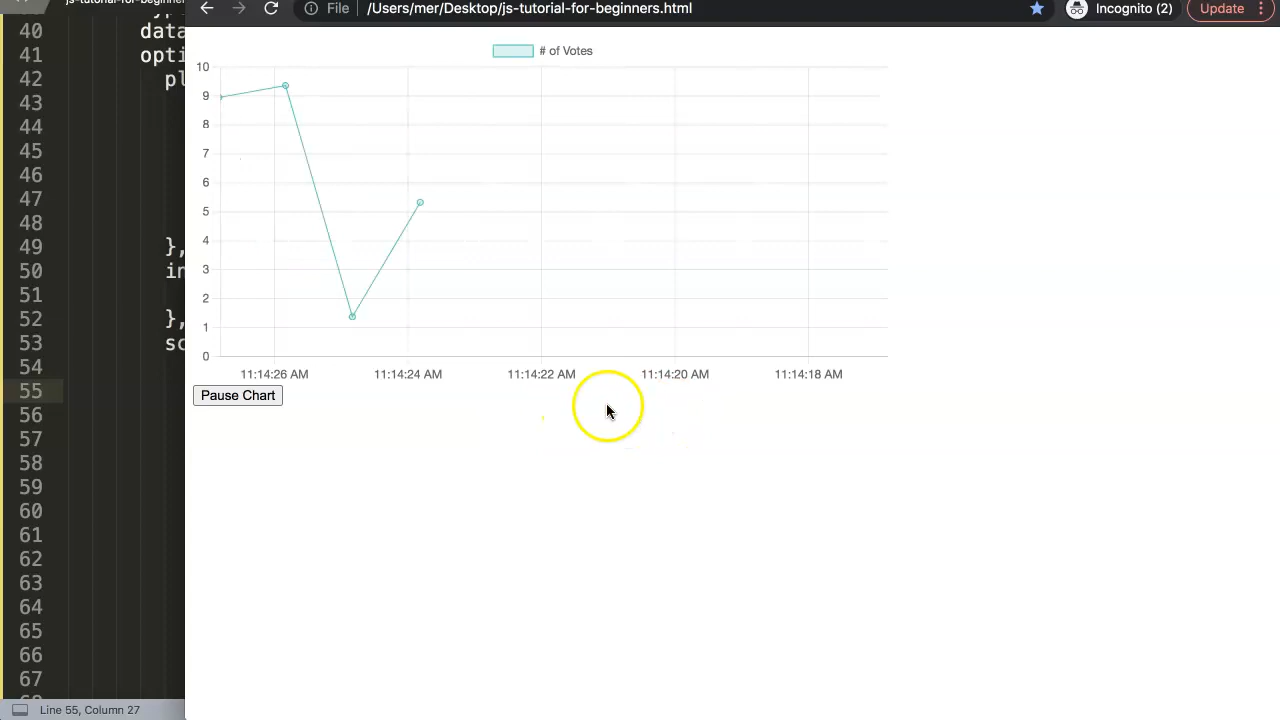 js-tutorial-for-beginners
/Users/mer/Desktop/js-tutorial-for-beginners.html
File
Incognito (2)
Update
40 data
41 opti
42 pl
43
44
45
46
47
48
49 },
50 in
51
52 },
53 sc
54
55
56
57
58
59
60
61
62
63
64
65
66
67
# of Votes
10
9
8
7
6
5
4
3
2
1
0
11:14:26 AM 11:14:24 AM 11:14:22 AM 11:14:20 AM 11:14:18 AM
Pause Chart
Line 55, Column 27